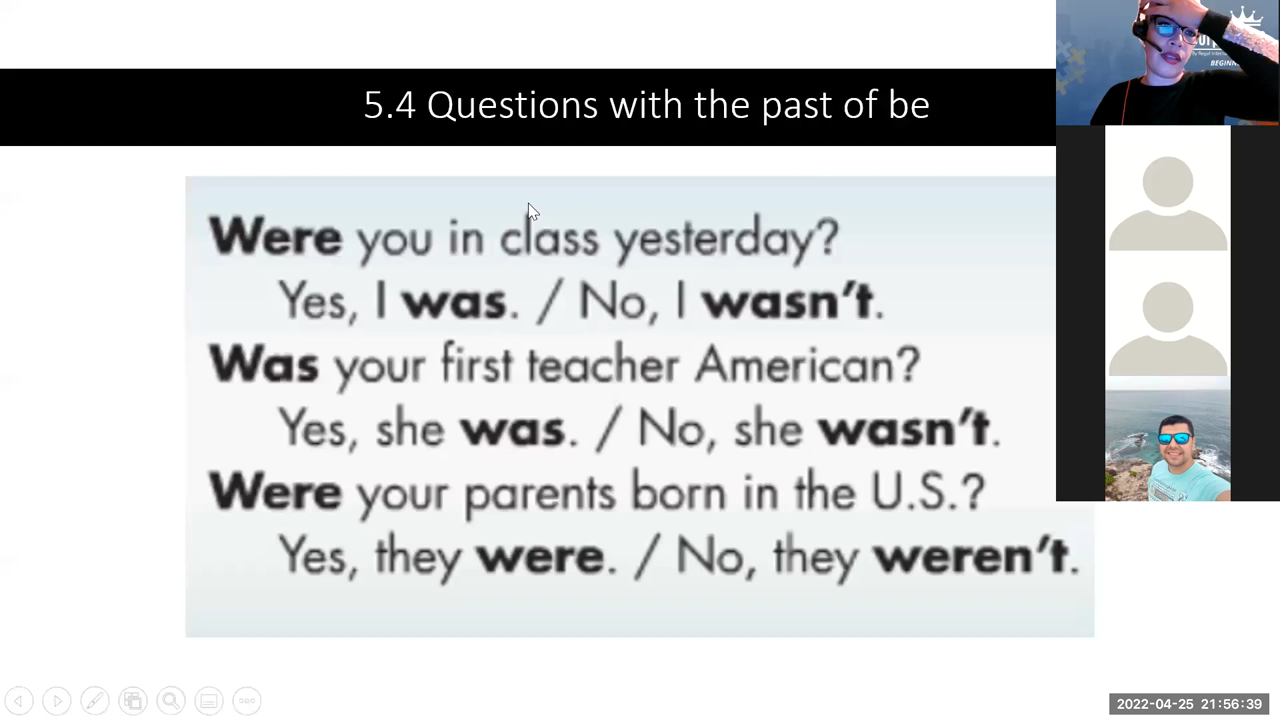 5.4 Questions with the past of be
Were you in class yesterday?
Yes, I was. / No, I wasn't.
Was your first teacher American?
Yes, she was. / No, she wasn't.
Were your parents born in the U.S.?
Yes, they were. / No, they weren't.
2022-04-25 21:56:39